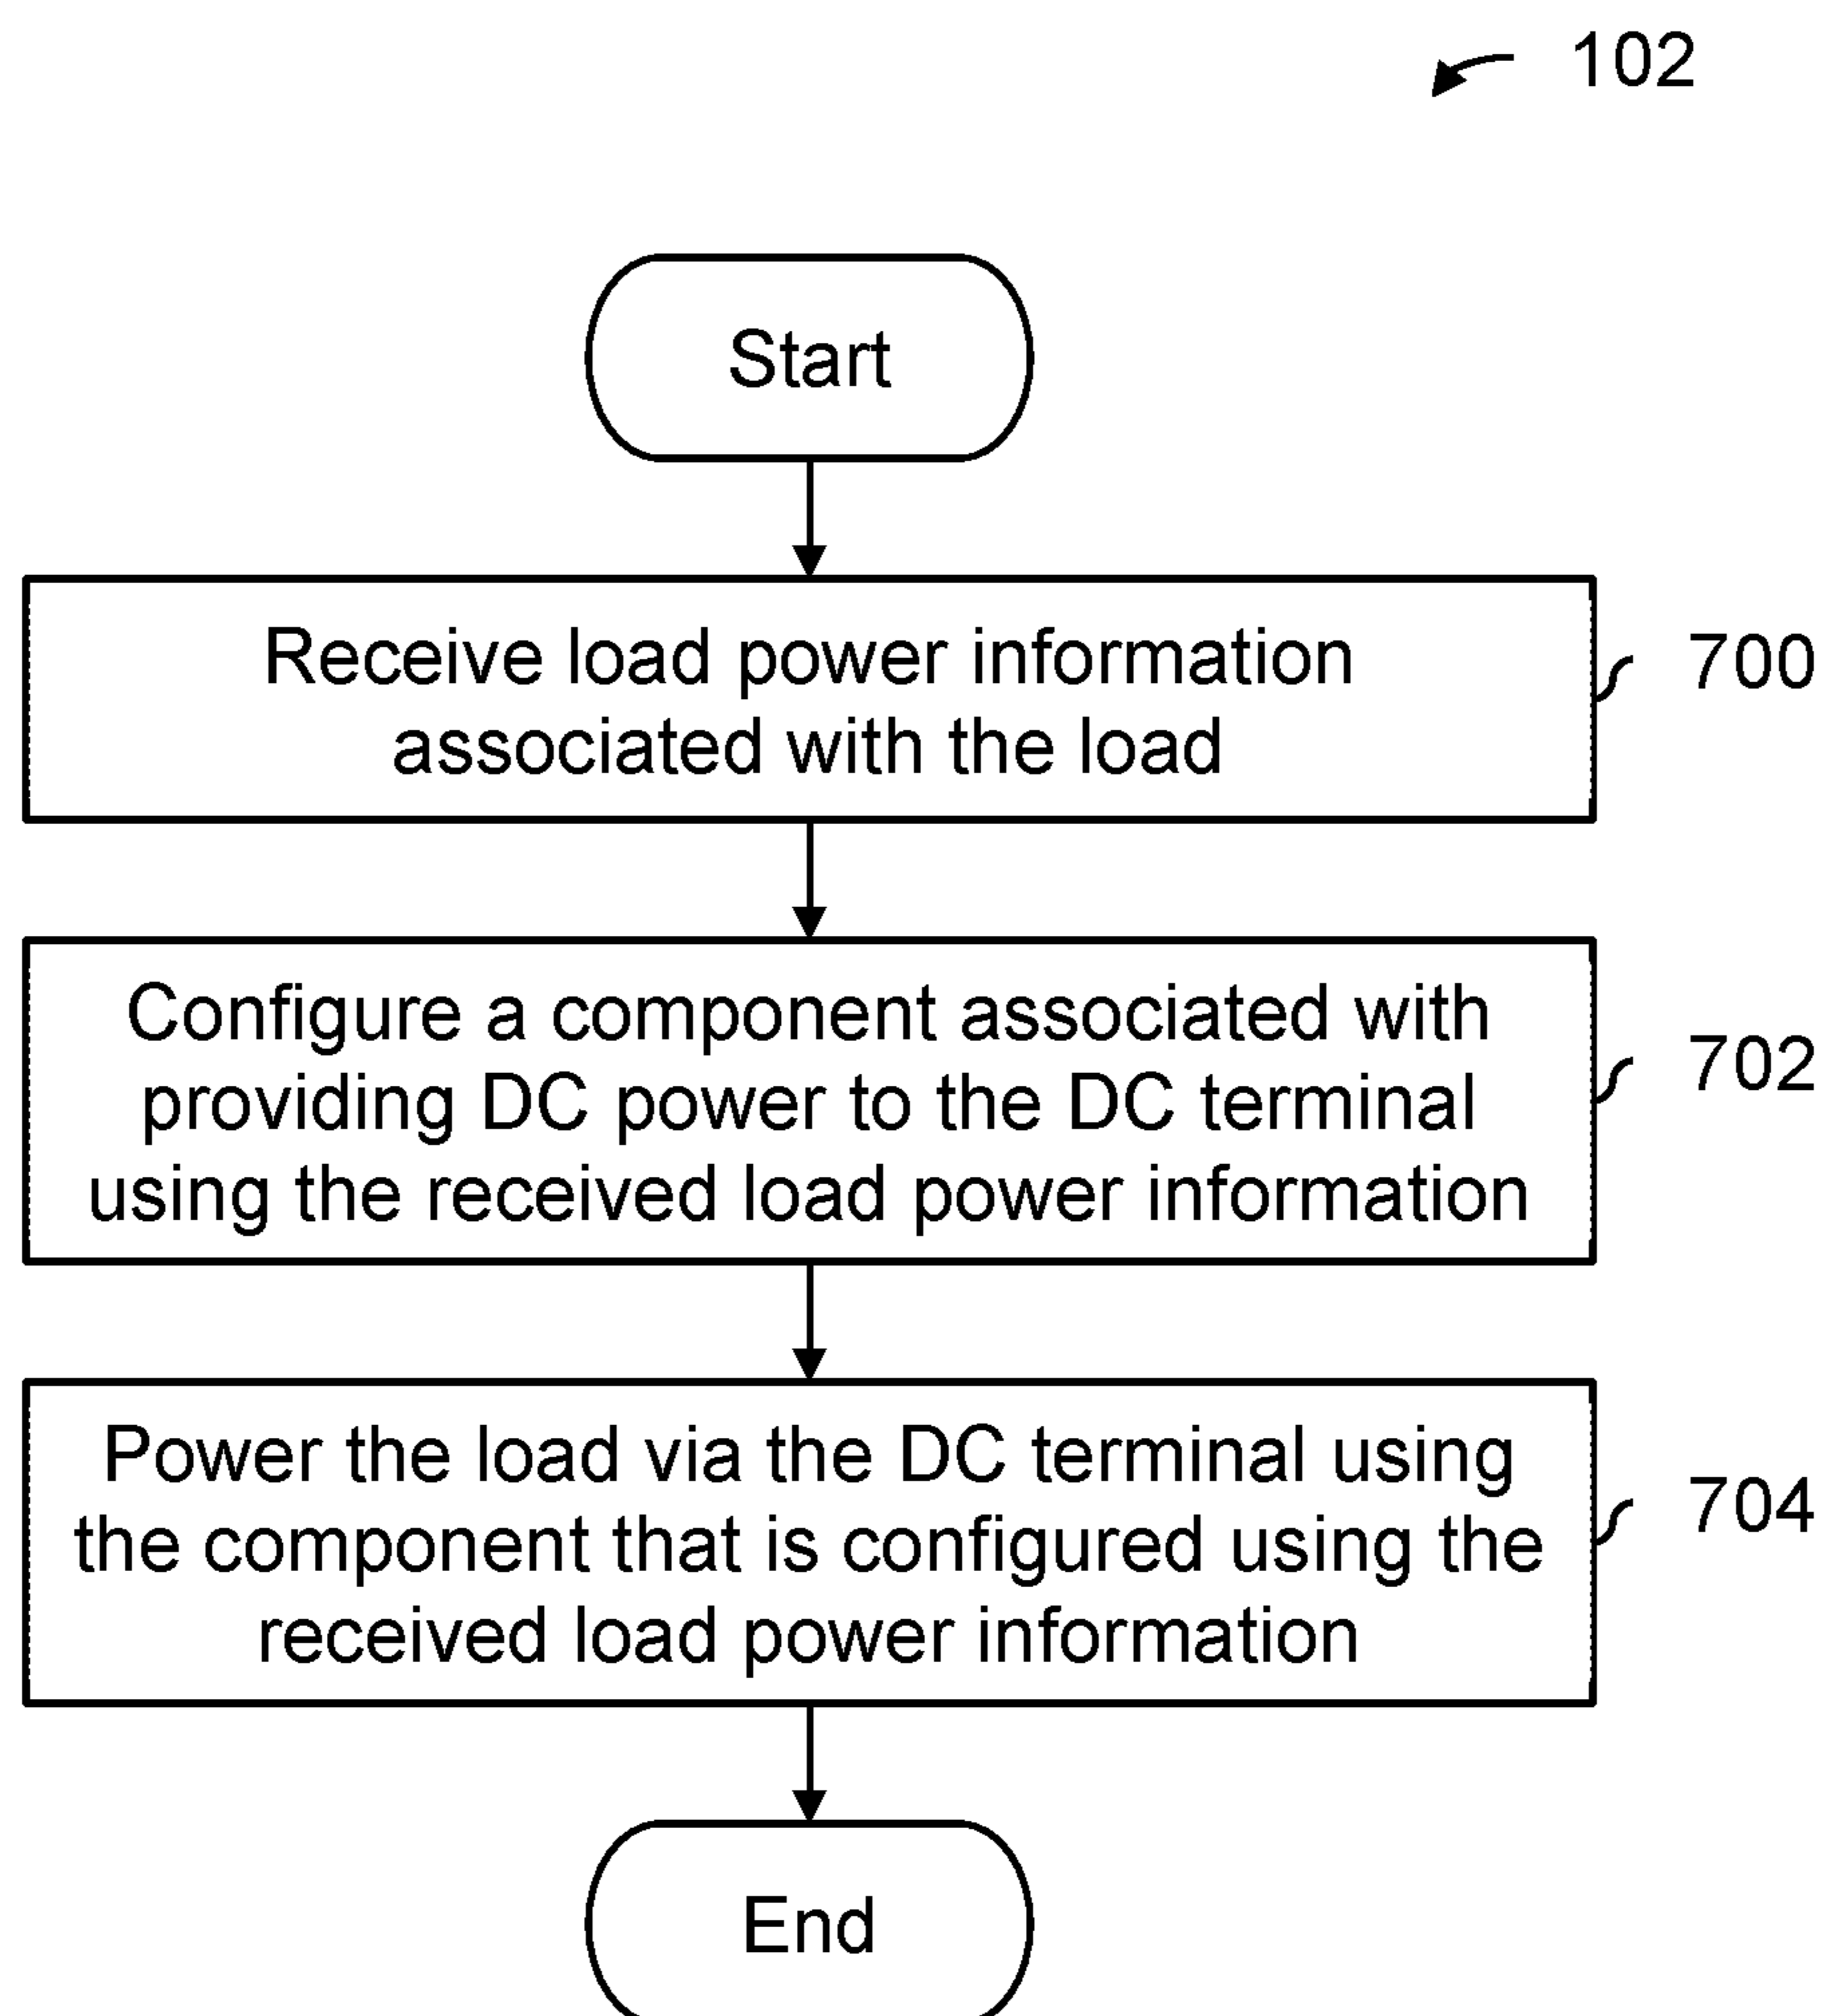 102
Start
Receive load power information
associated with the load
700
Configure a component associated with
providing DC power to the DC terminal
using the received load power information
702
Power the load via the DC terminal using
the component that is configured using the
received load power information
704
End